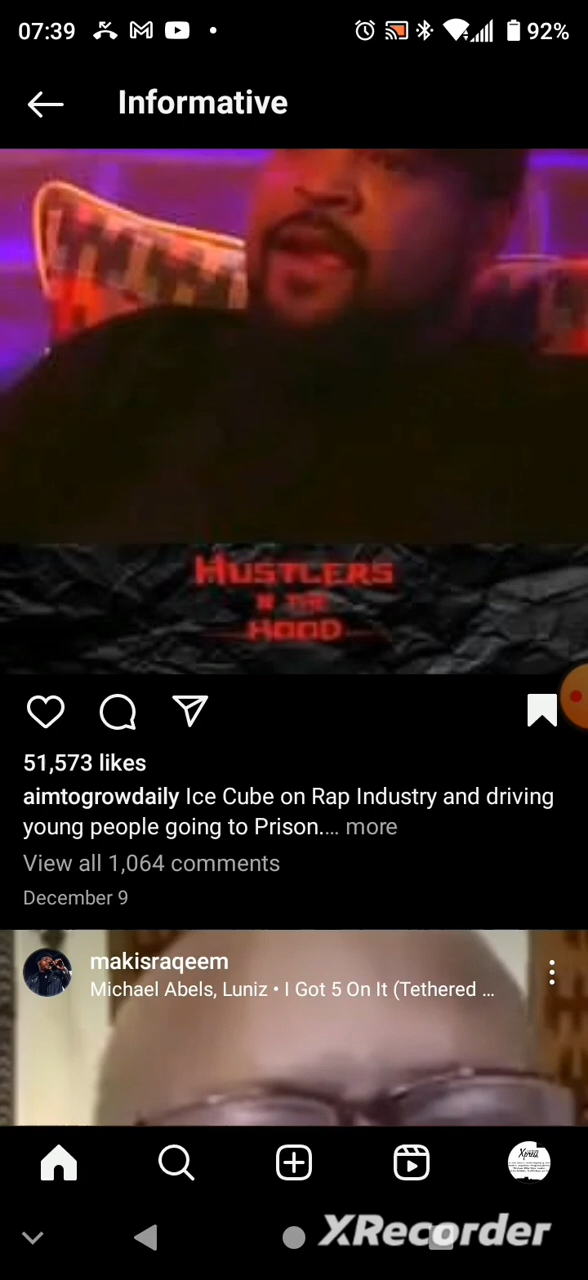 07:39
92%
Informative
HUSTLERS
N THE
HOOD
51,573 likes
aimtogrowdaily Ice Cube on Rap Industry and driving
young people going to Prison.... more
View all 1,064 comments
December 9
makisraqeem
Michael Abels, Luniz • I Got 5 On It (Tethered ...
XRecorder